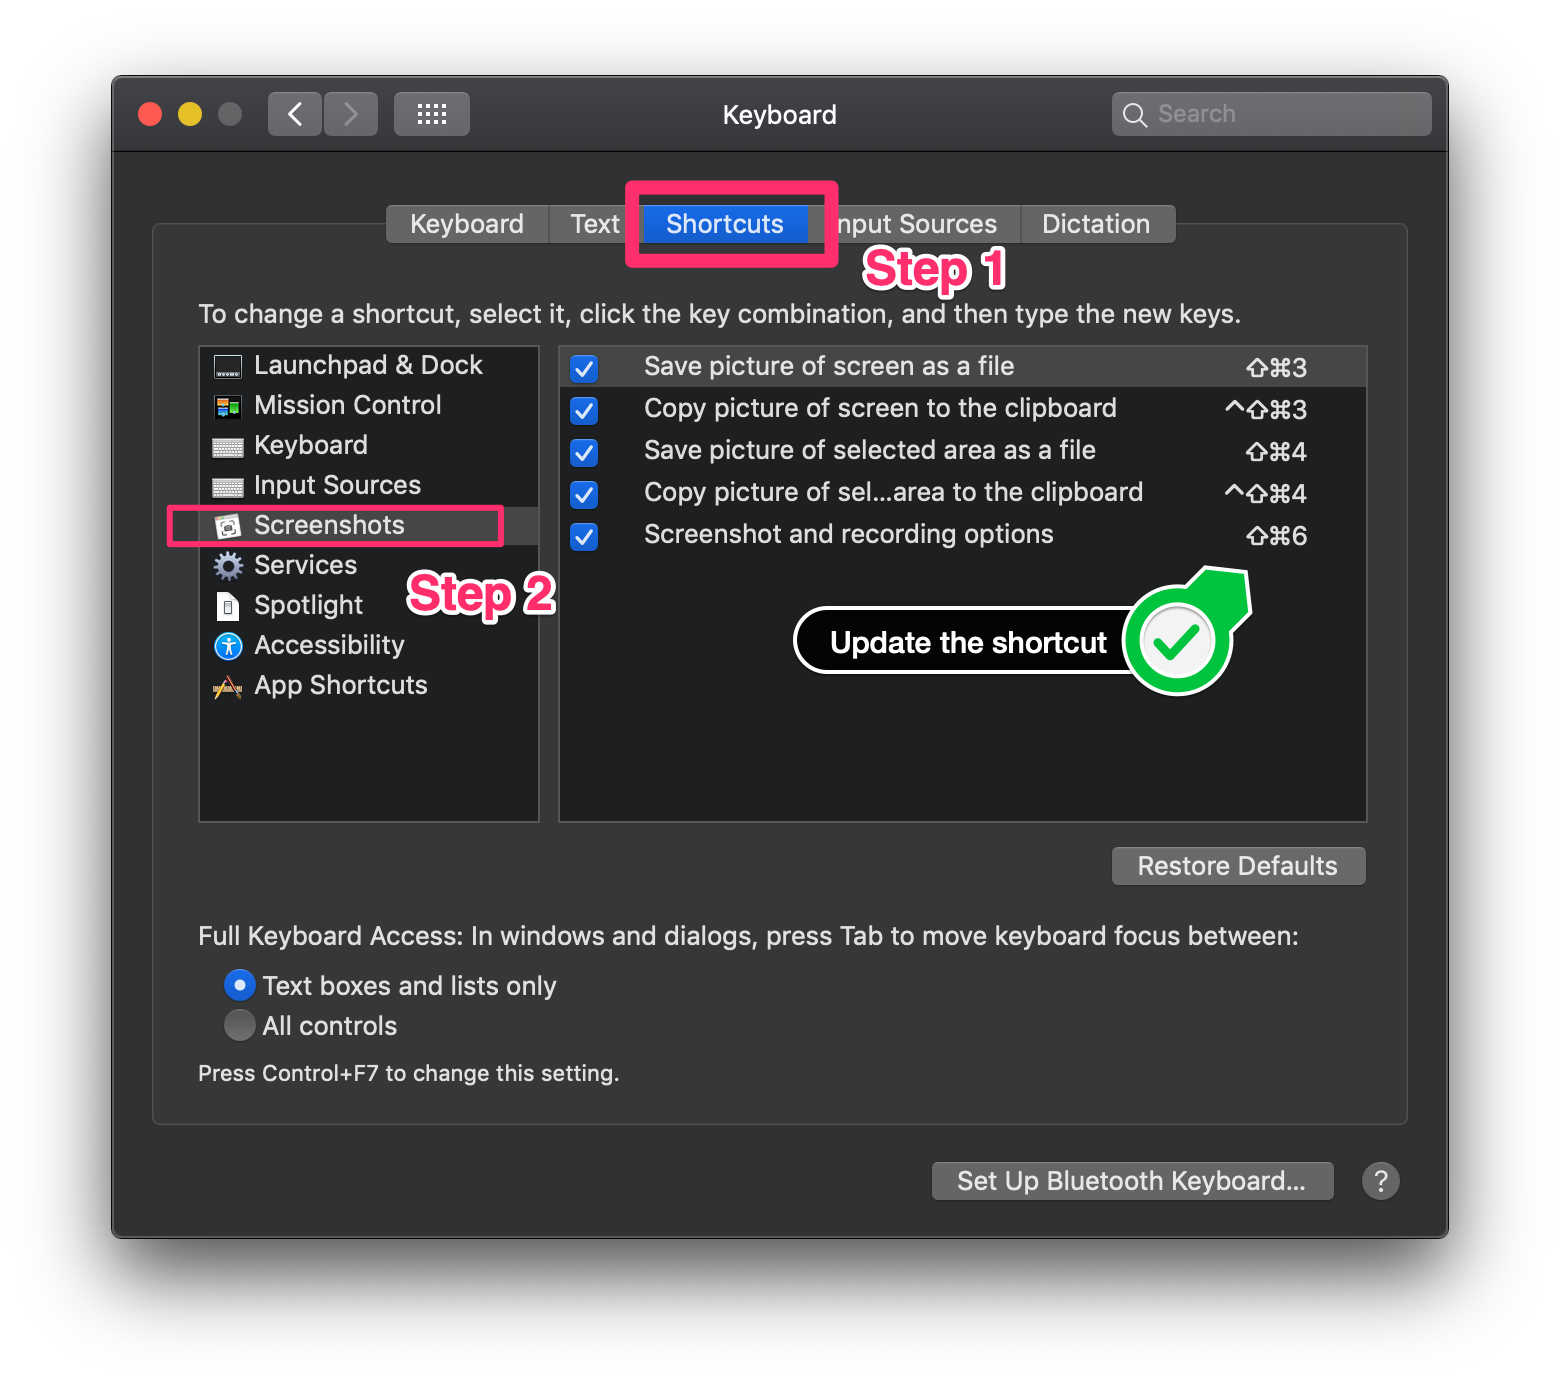 Keyboard
Search
Keyboard
Text
Shortcuts
nput Sources
Dictation
Step 1
To change a shortcut, select it, click the key combination, and then type the new keys.
Launchpad & Dock
Mission Control
Keyboard
Input Sources
Screenshots
Services
Spotlight
Accessibility
App Shortcuts
Step 2
Save picture of screen as a file ⇧⌘3
Copy picture of screen to the clipboard ^⇧⌘3
Save picture of selected area as a file ⇧⌘4
Copy picture of sel...area to the clipboard ^⇧⌘4
Screenshot and recording options ⇧⌘6
Update the shortcut
Restore Defaults
Full Keyboard Access: In windows and dialogs, press Tab to move keyboard focus between:
Text boxes and lists only
All controls
Press Control+F7 to change this setting.
Set Up Bluetooth Keyboard...
?